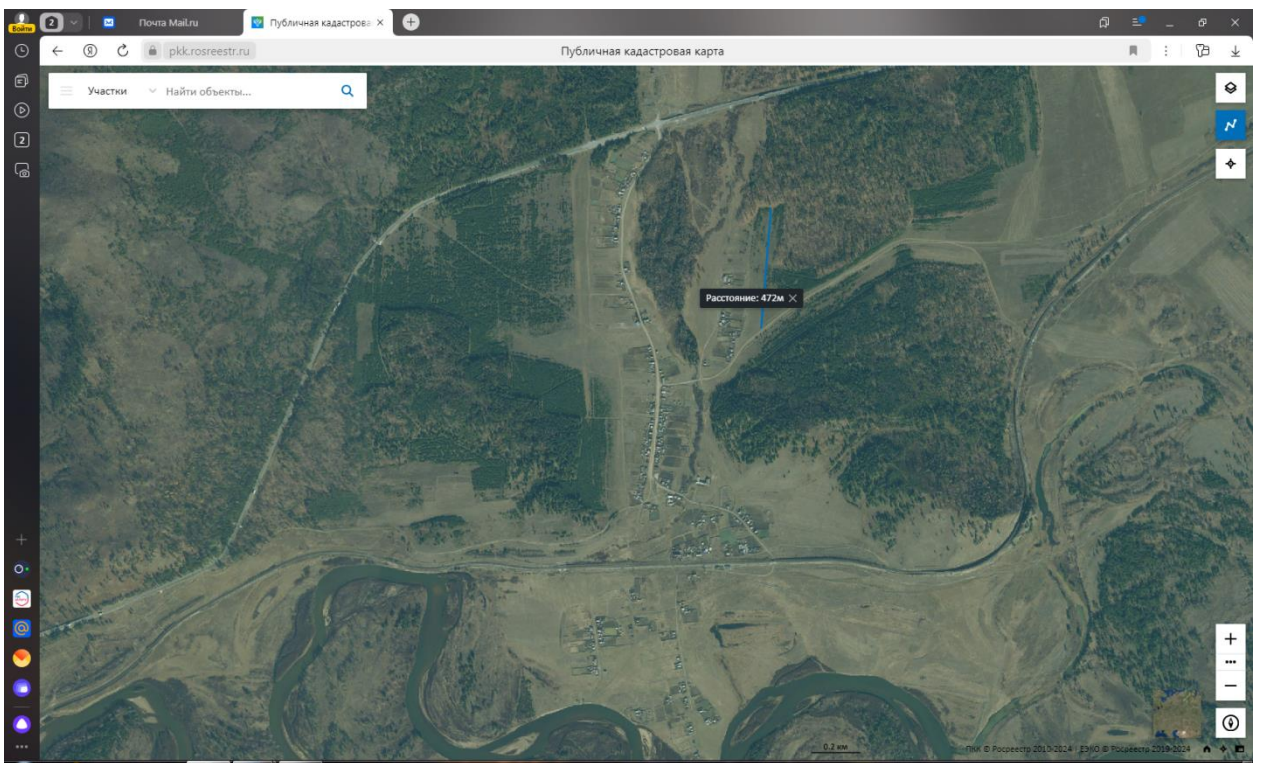 2
Почта Mail.ru
Публичная кадастрова
Войти
pkk.rosreestr.ru
Публичная кадастровая карта
Участки
Найти объекты...
2
Расстояние: 472м
0.2 км
ПКК © Росреестр 2010-2024 ЕЭКО © Росреестр 2019-2024